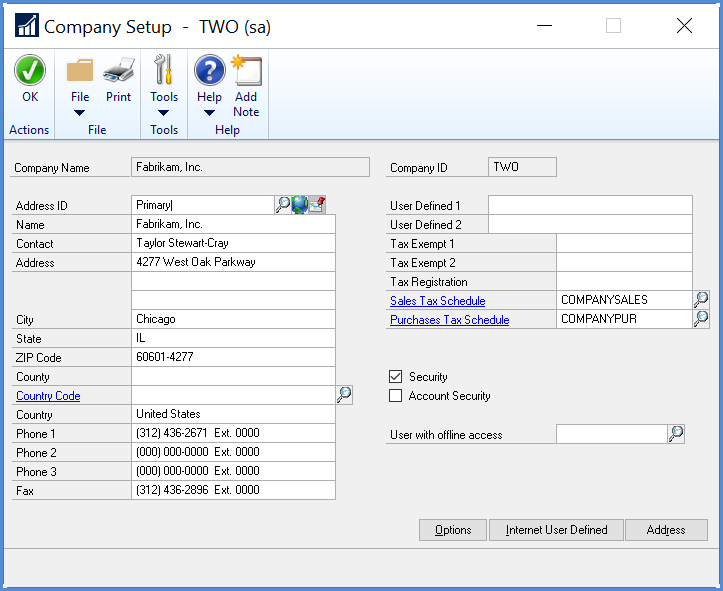 Company Setup - TWO (sa)
OK File Print Tools Help Add Note
Actions File Tools Help
Company Name Fabrikam, Inc.
Company ID TWO
Address ID Primary
Name Fabrikam, Inc.
Contact Taylor Stewart-Cray
Address 4277 West Oak Parkway
City Chicago
State IL
ZIP Code 60601-4277
County
Country Code
Country United States
Phone 1 (312) 436-2671 Ext. 0000
Phone 2 (000) 000-0000 Ext. 0000
Phone 3 (000) 000-0000 Ext. 0000
Fax (312) 436-2896 Ext. 0000
User Defined 1
User Defined 2
Tax Exempt 1
Tax Exempt 2
Tax Registration
Sales Tax Schedule COMPANYSALES
Purchases Tax Schedule COMPANYPUR
Security
Account Security
User with offline access
Options Internet User Defined Address